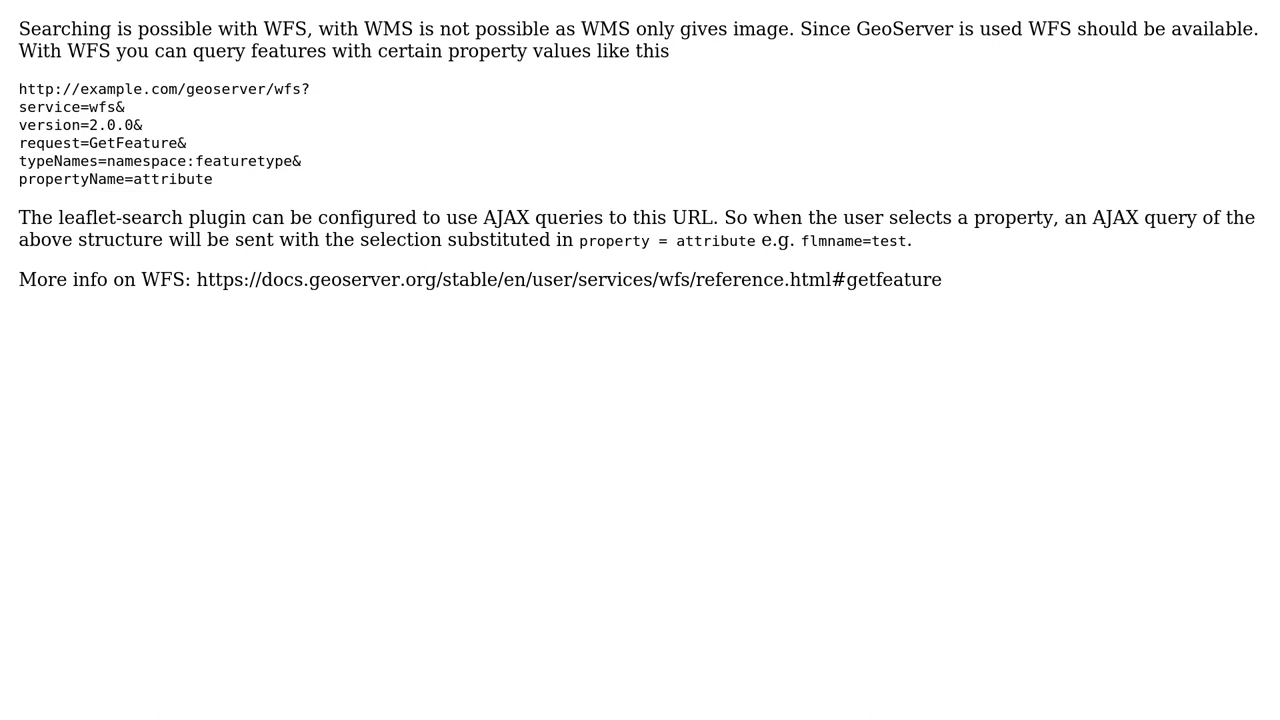 Searching is possible with WFS, with WMS is not possible as WMS only gives image. Since GeoServer is used WFS should be available.
With WFS you can query features with certain property values like this
http://example.com/geoserver/wfs?
service=wfs&
version=2.0.0&
request=GetFeature&
typeNames=namespace:featuretype&
propertyName=attribute
The leaflet-search plugin can be configured to use AJAX queries to this URL. So when the user selects a property, an AJAX query of the
above structure will be sent with the selection substituted in property = attribute e.g. flmname=test.
More info on WFS: https://docs.geoserver.org/stable/en/user/services/wfs/reference.html#getfeature